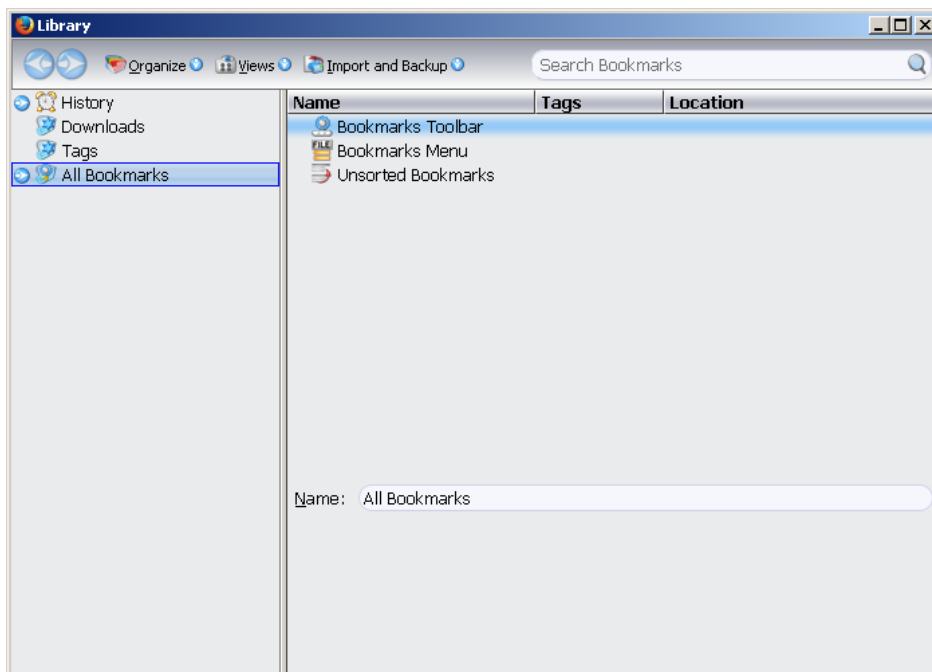 Library
Organize Views Import and Backup Search Bookmarks
History
Downloads
Tags
All Bookmarks
Name Tags Location
Bookmarks Toolbar
FILE Bookmarks Menu
Unsorted Bookmarks
Name: All Bookmarks